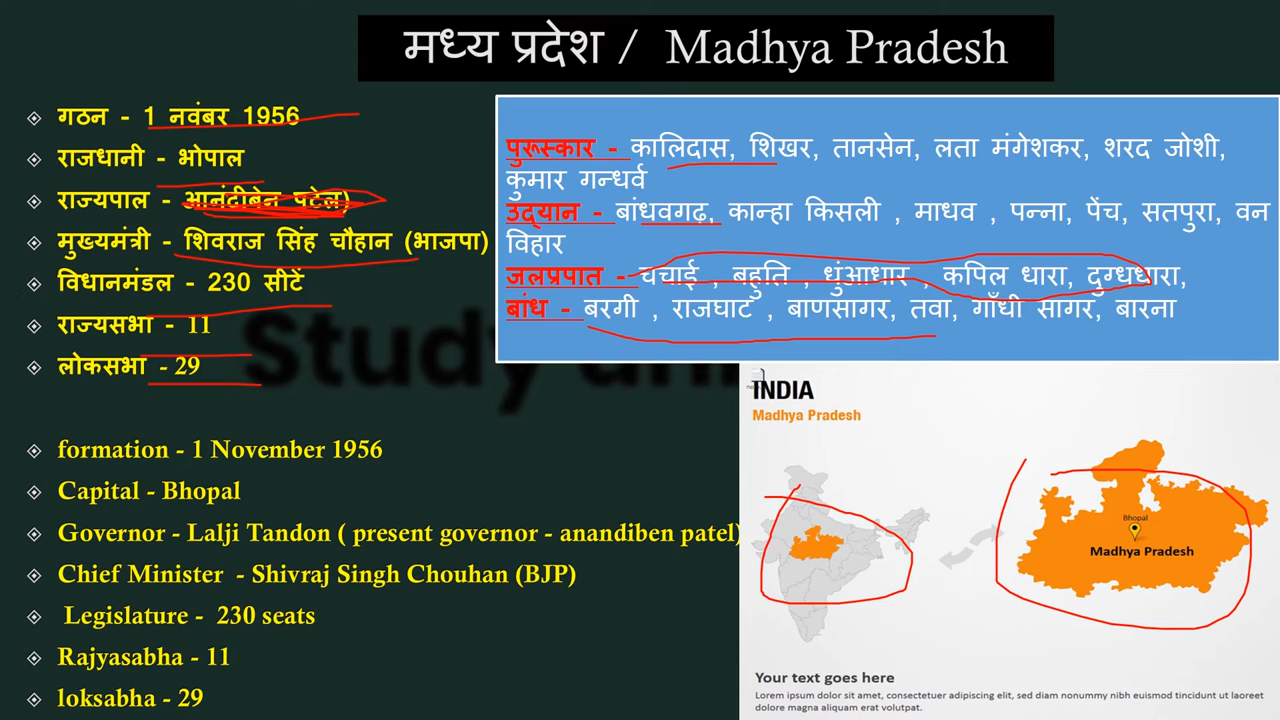 मध्य प्रदेश / Madhya Pradesh
❖ गठन - 1 नवंबर 1956
❖ राजधानी - भोपाल
❖ राज्यपाल - आनंदीबेन पटेल)
❖ मुख्यमंत्री - शिवराज सिंह चौहान (भाजपा)
❖ विधानमंडल - 230 सीटें
❖ राज्यसभा - 11
❖ लोकसभा - 29
❖ formation - 1 November 1956
❖ Capital - Bhopal
❖ Governor - Lalji Tandon ( present governor - anandiben patel)
❖ Chief Minister - Shivraj Singh Chouhan (BJP)
❖ Legislature - 230 seats
❖ Rajyasabha - 11
❖ loksabha - 29
पुरूस्कार - कालिदास, शिखर, तानसेन, लता मंगेशकर, शरद जोशी,
कुमार गन्धर्व
उद्यान - बांधवगढ़, कान्हा किसली , माधव , पन्ना, पेंच, सतपुरा, वन
विहार
जलप्रपात - चचाई , बहुति , धुंआधार , कपिल धारा, दुग्धधारा,
बांध - बरगी , राजघाट , बाणसागर, तवा, गाँधी सागर, बारना
INDIA
Madhya Pradesh
Bhopal
Madhya Pradesh
Your text goes here
Lorem ipsum dolor sit amet, consectetuer adipiscing elit, sed diam nonummy nibh euismod tincidunt ut laoreet
dolore magna aliquam erat volutpat.
Study